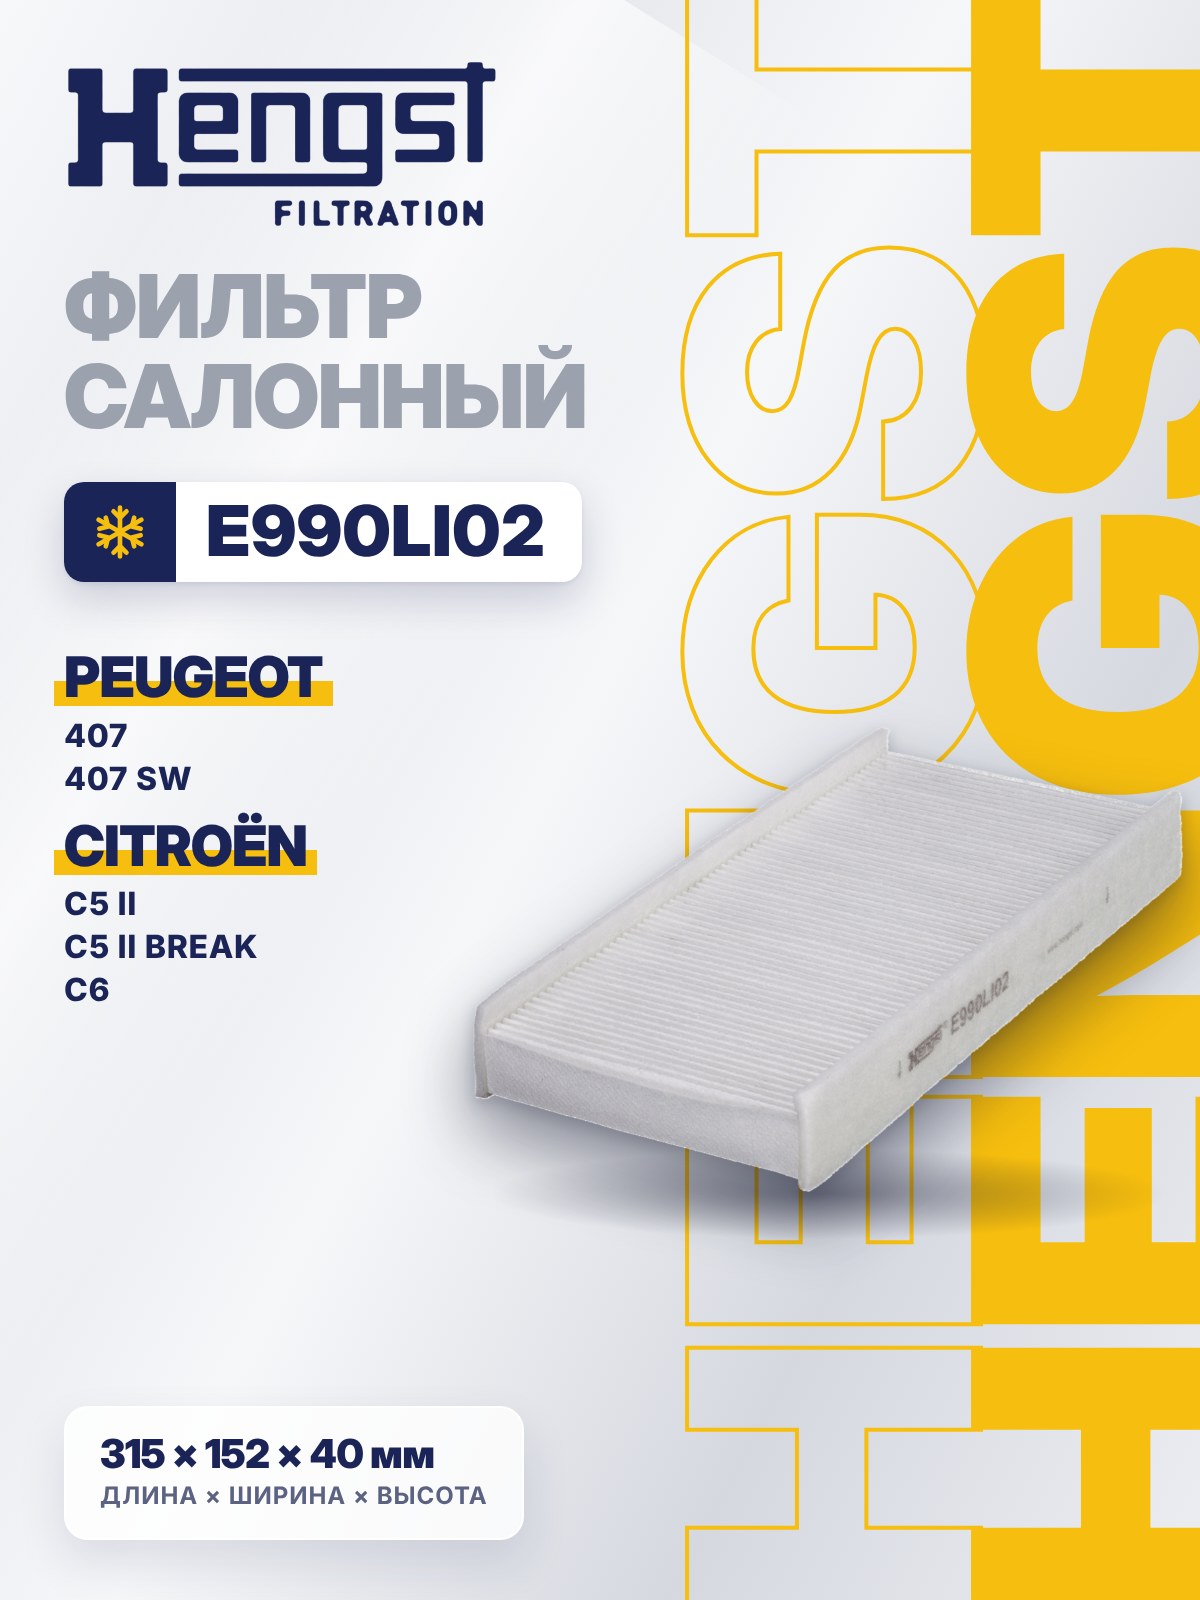 Hengst
FILTRATION
ФИЛЬТР
САЛОННЫЙ
E990LI02
PEUGEOT
407
407 SW
CITROËN
C5 II
C5 II BREAK
C6
HENGST
HENGST
Hengst E990LI02
315 × 152 × 40 мм
ДЛИНА × ШИРИНА × ВЫСОТА